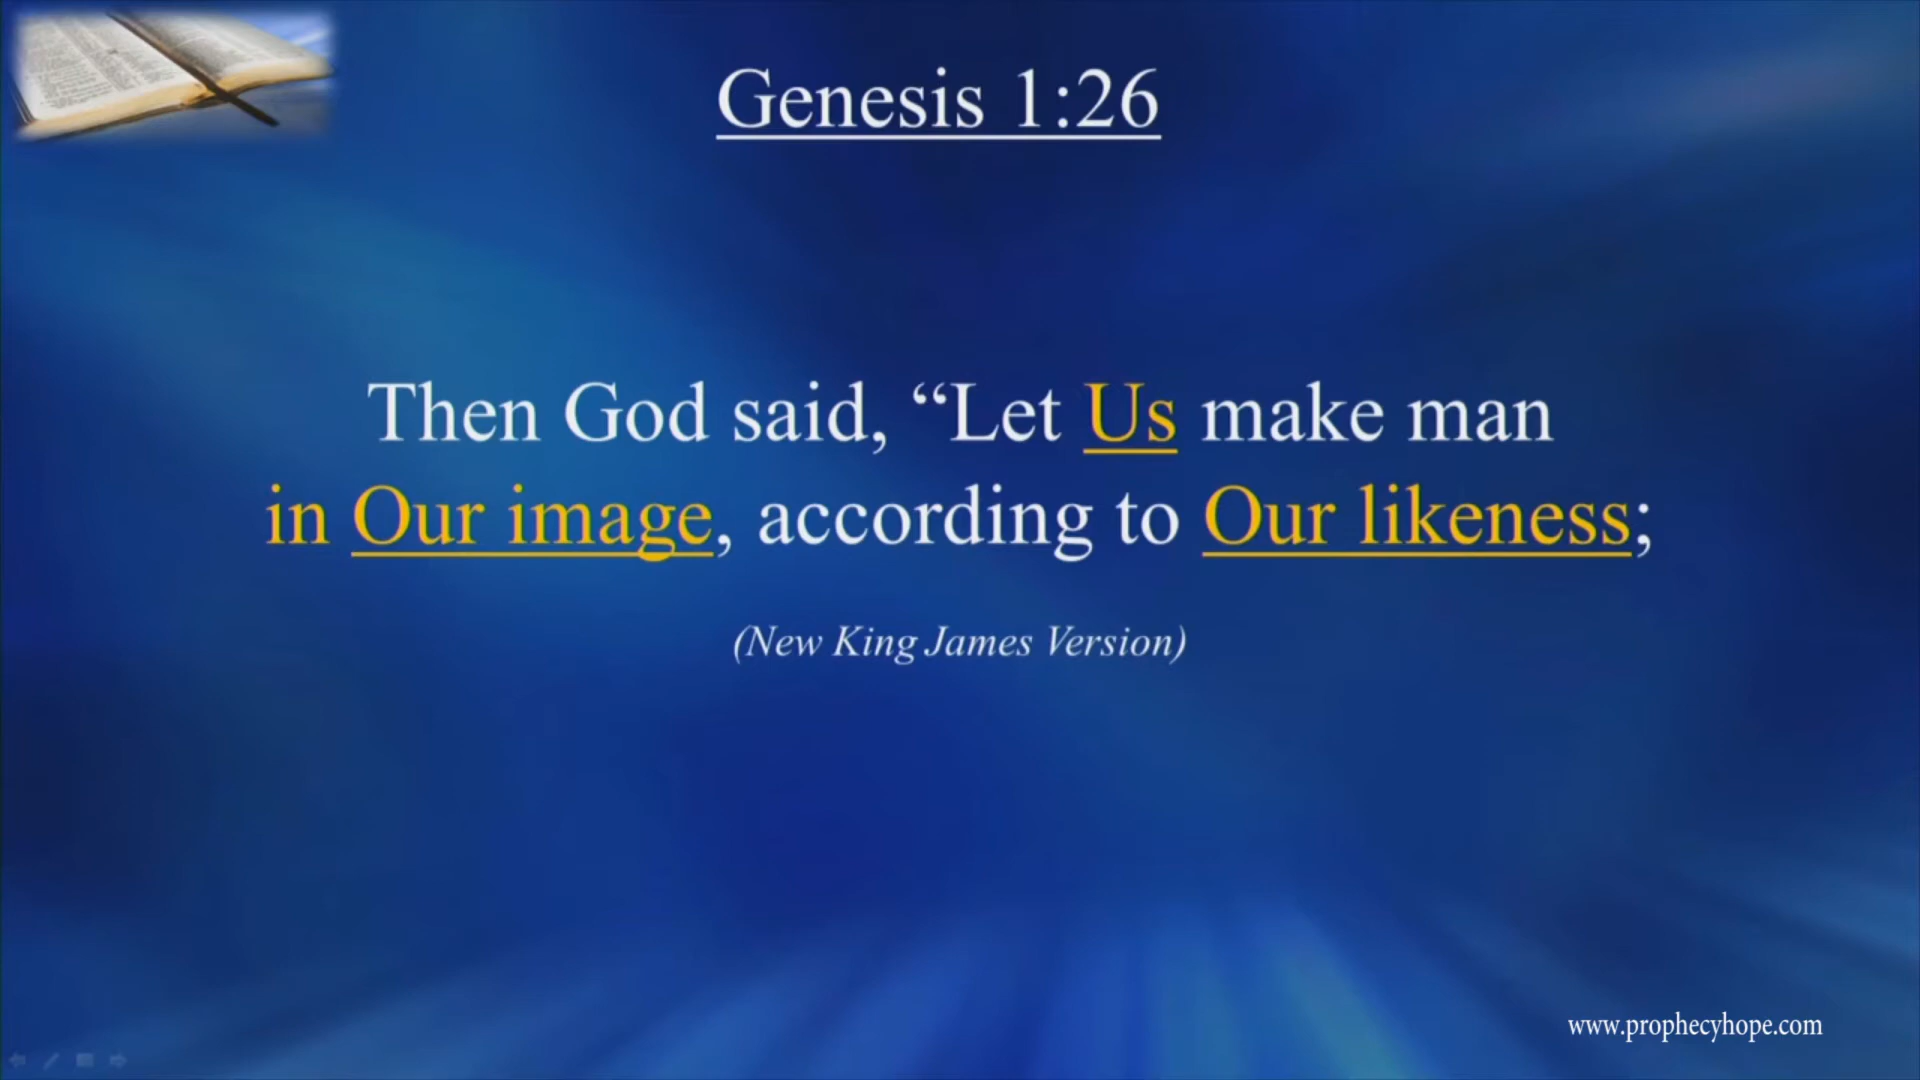 Genesis 1:26
Then God said, “Let Us make man
in Our image, according to Our likeness;
(New King James Version)
www.prophecyhope.com